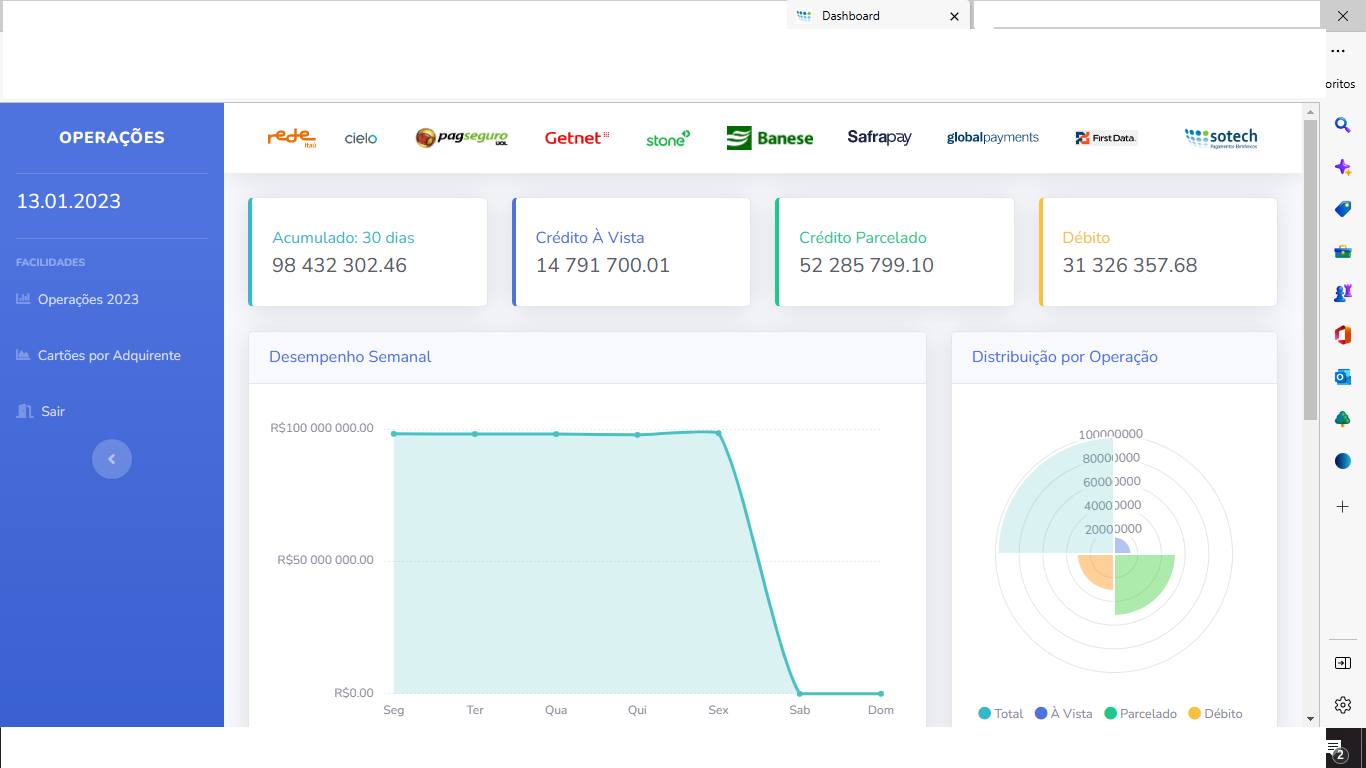 Dashboard
oritos
OPERAÇÕES
rede Itaú cielo pagseguro UOL Getnet stone Banese Safrapay globalpayments First Data. sotech Pagamentos Eletrônicos
13.01.2023
FACILIDADES
Operações 2023
Cartões por Adquirente
Sair
Acumulado: 30 dias
98 432 302.46
Crédito À Vista
14 791 700.01
Crédito Parcelado
52 285 799.10
Débito
31 326 357.68
Desempenho Semanal
R$100 000 000.00
R$50 000 000.00
R$0.00
Seg Ter Qua Qui Sex Sab Dom
Distribuição por Operação
100000000
80000000
60000000
40000000
20000000
Total À Vista Parcelado Débito
2